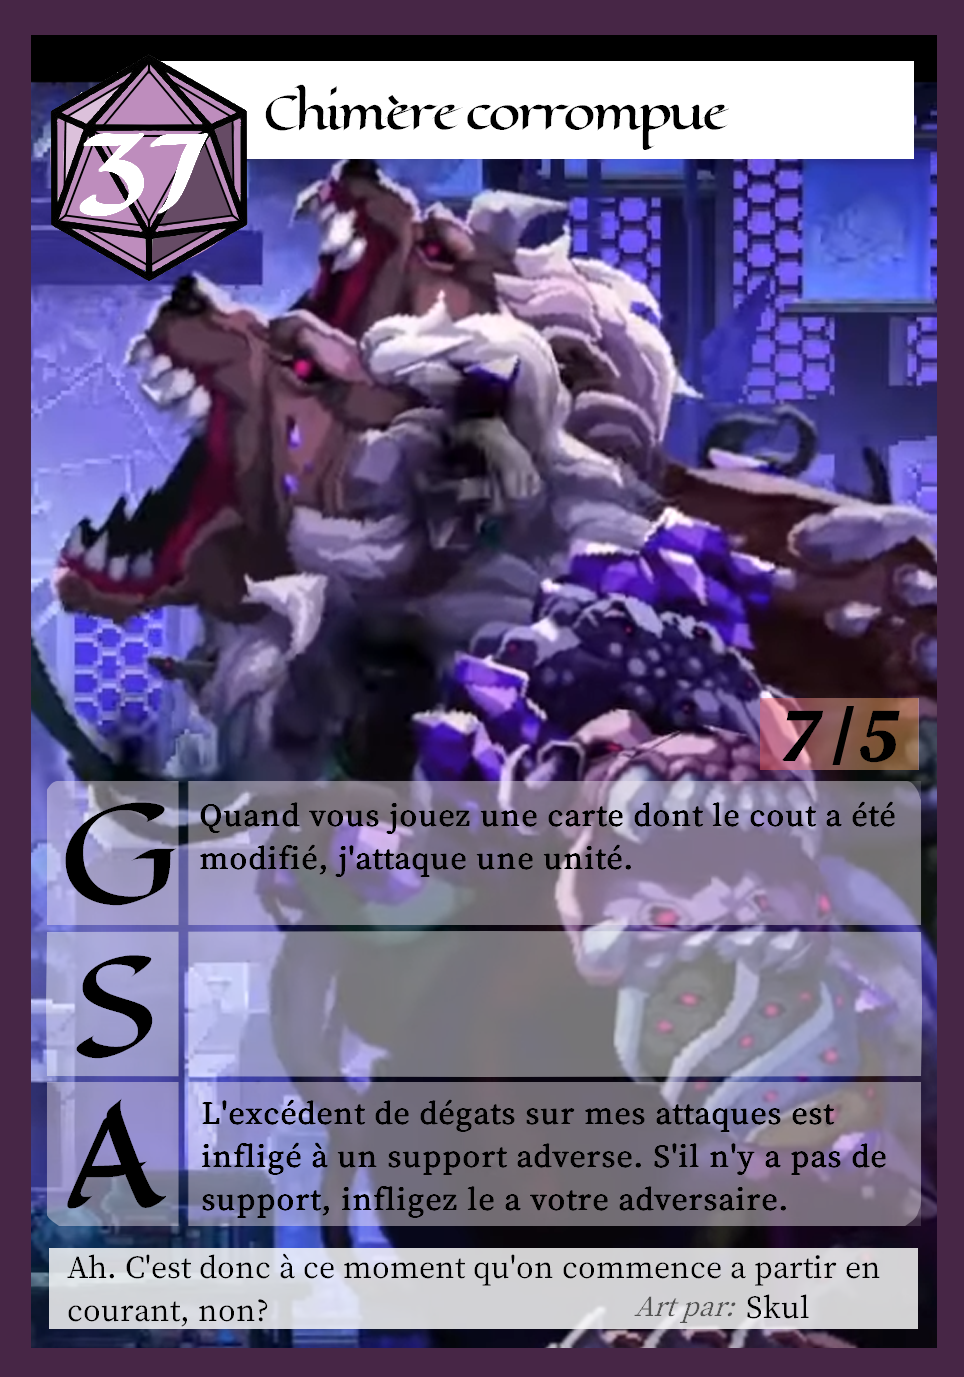 Chimère corrompue
37
7/5
G
Quand vous jouez une carte dont le cout a été
modifié, j'attaque une unité.
S
A
L'excédent de dégats sur mes attaques est
infligé à un support adverse. S'il n'y a pas de
support, infligez le a votre adversaire.
Ah. C'est donc à ce moment qu'on commence a partir en
courant, non?
Art par: Skul